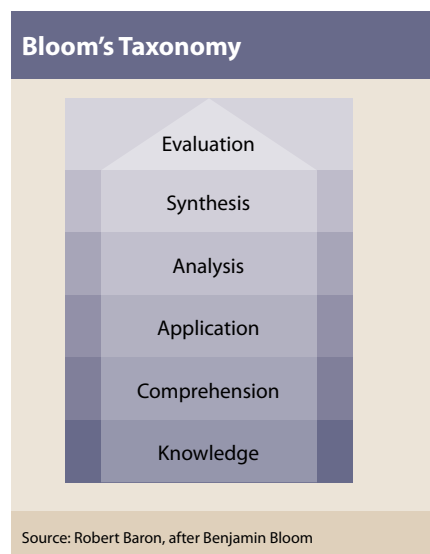 Bloom’s Taxonomy
Evaluation
Synthesis
Analysis
Application
Comprehension
Knowledge
Source: Robert Baron, after Benjamin Bloom